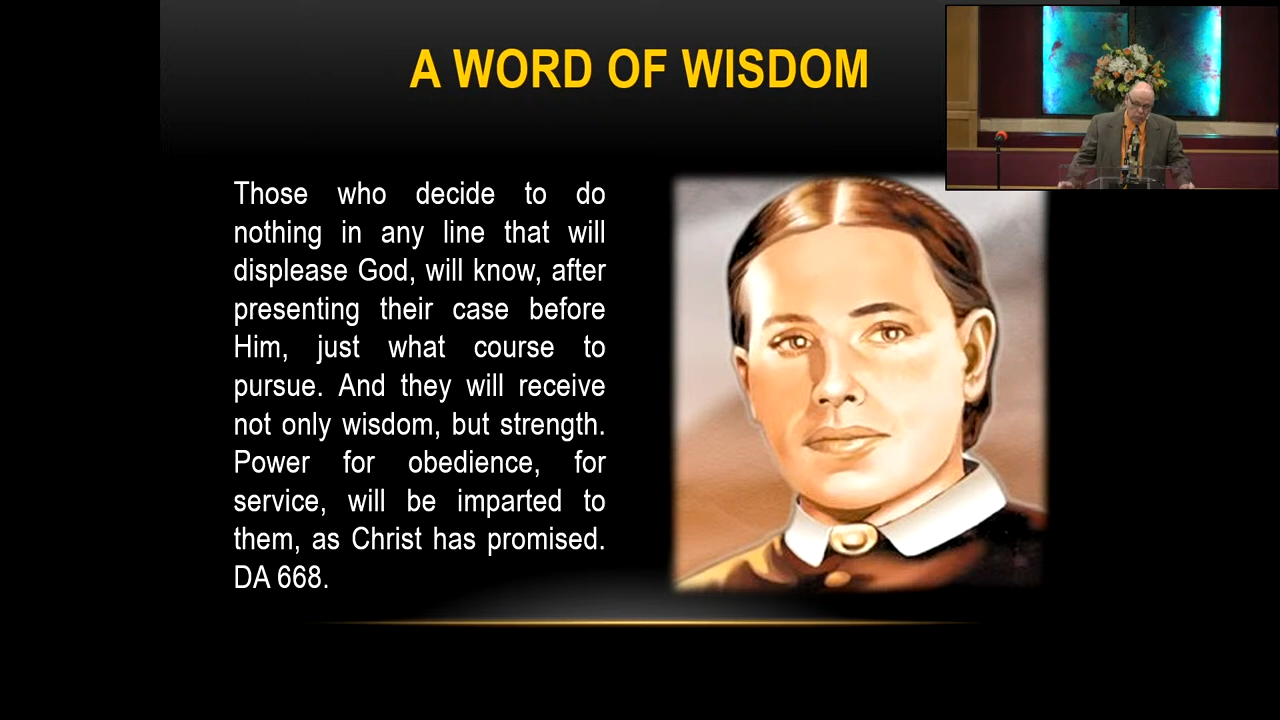 A WORD OF WISDOM
Those who decide to do
nothing in any line that will
displease God, will know, after
presenting their case before
Him, just what course to
pursue. And they will receive
not only wisdom, but strength.
Power for obedience, for
service, will be imparted to
them, as Christ has promised.
DA 668.